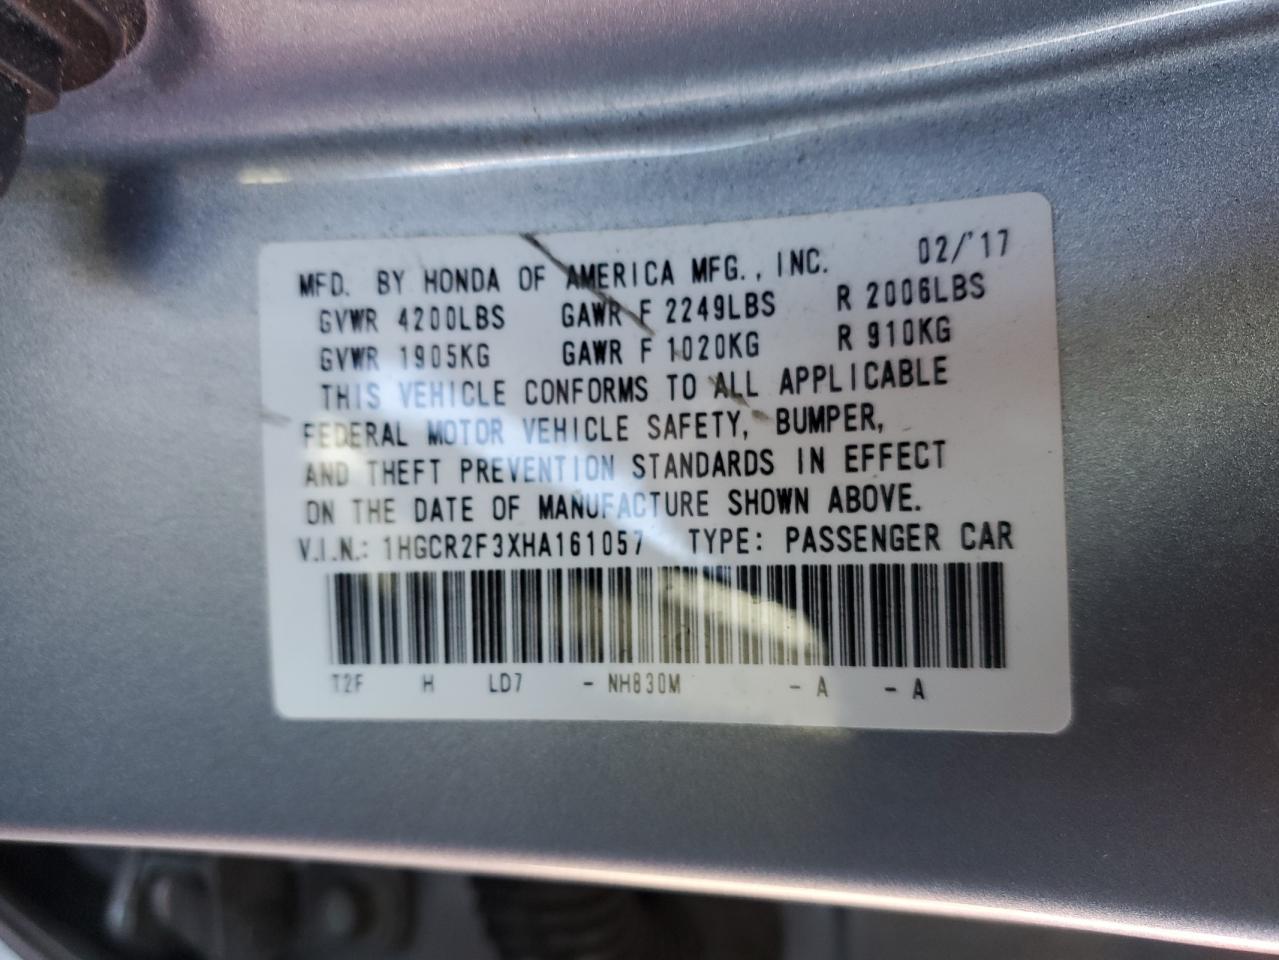 MFD. BY HONDA OF AMERICA MFG., INC. 02/'17
GVWR 4200LBS GAWR F 2249LBS R 2006LBS
GVWR 1905KG GAWR F 1020KG R 910KG
THIS VEHICLE CONFORMS TO ALL APPLICABLE
FEDERAL MOTOR VEHICLE SAFETY, BUMPER,
AND THEFT PREVENTION STANDARDS IN EFFECT
ON THE DATE OF MANUFACTURE SHOWN ABOVE.
V.I.N.: 1HGCR2F3XHA161057 TYPE: PASSENGER CAR
T2F H LD7 - NH830M - A - A